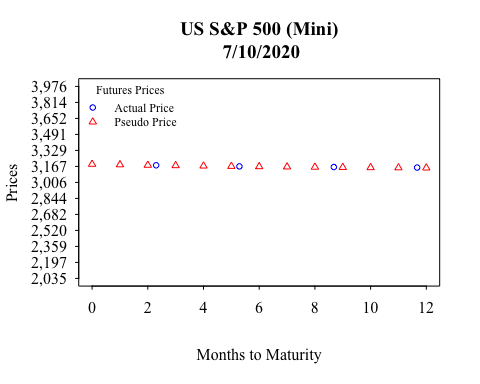 US S&P 500 (Mini)
7/10/2020
Futures Prices
Actual Price
Pseudo Price
Prices
3,976
3,814
3,652
3,491
3,329
3,167
3,006
2,844
2,682
2,520
2,359
2,197
2,035
0 2 4 6 8 10 12
Months to Maturity